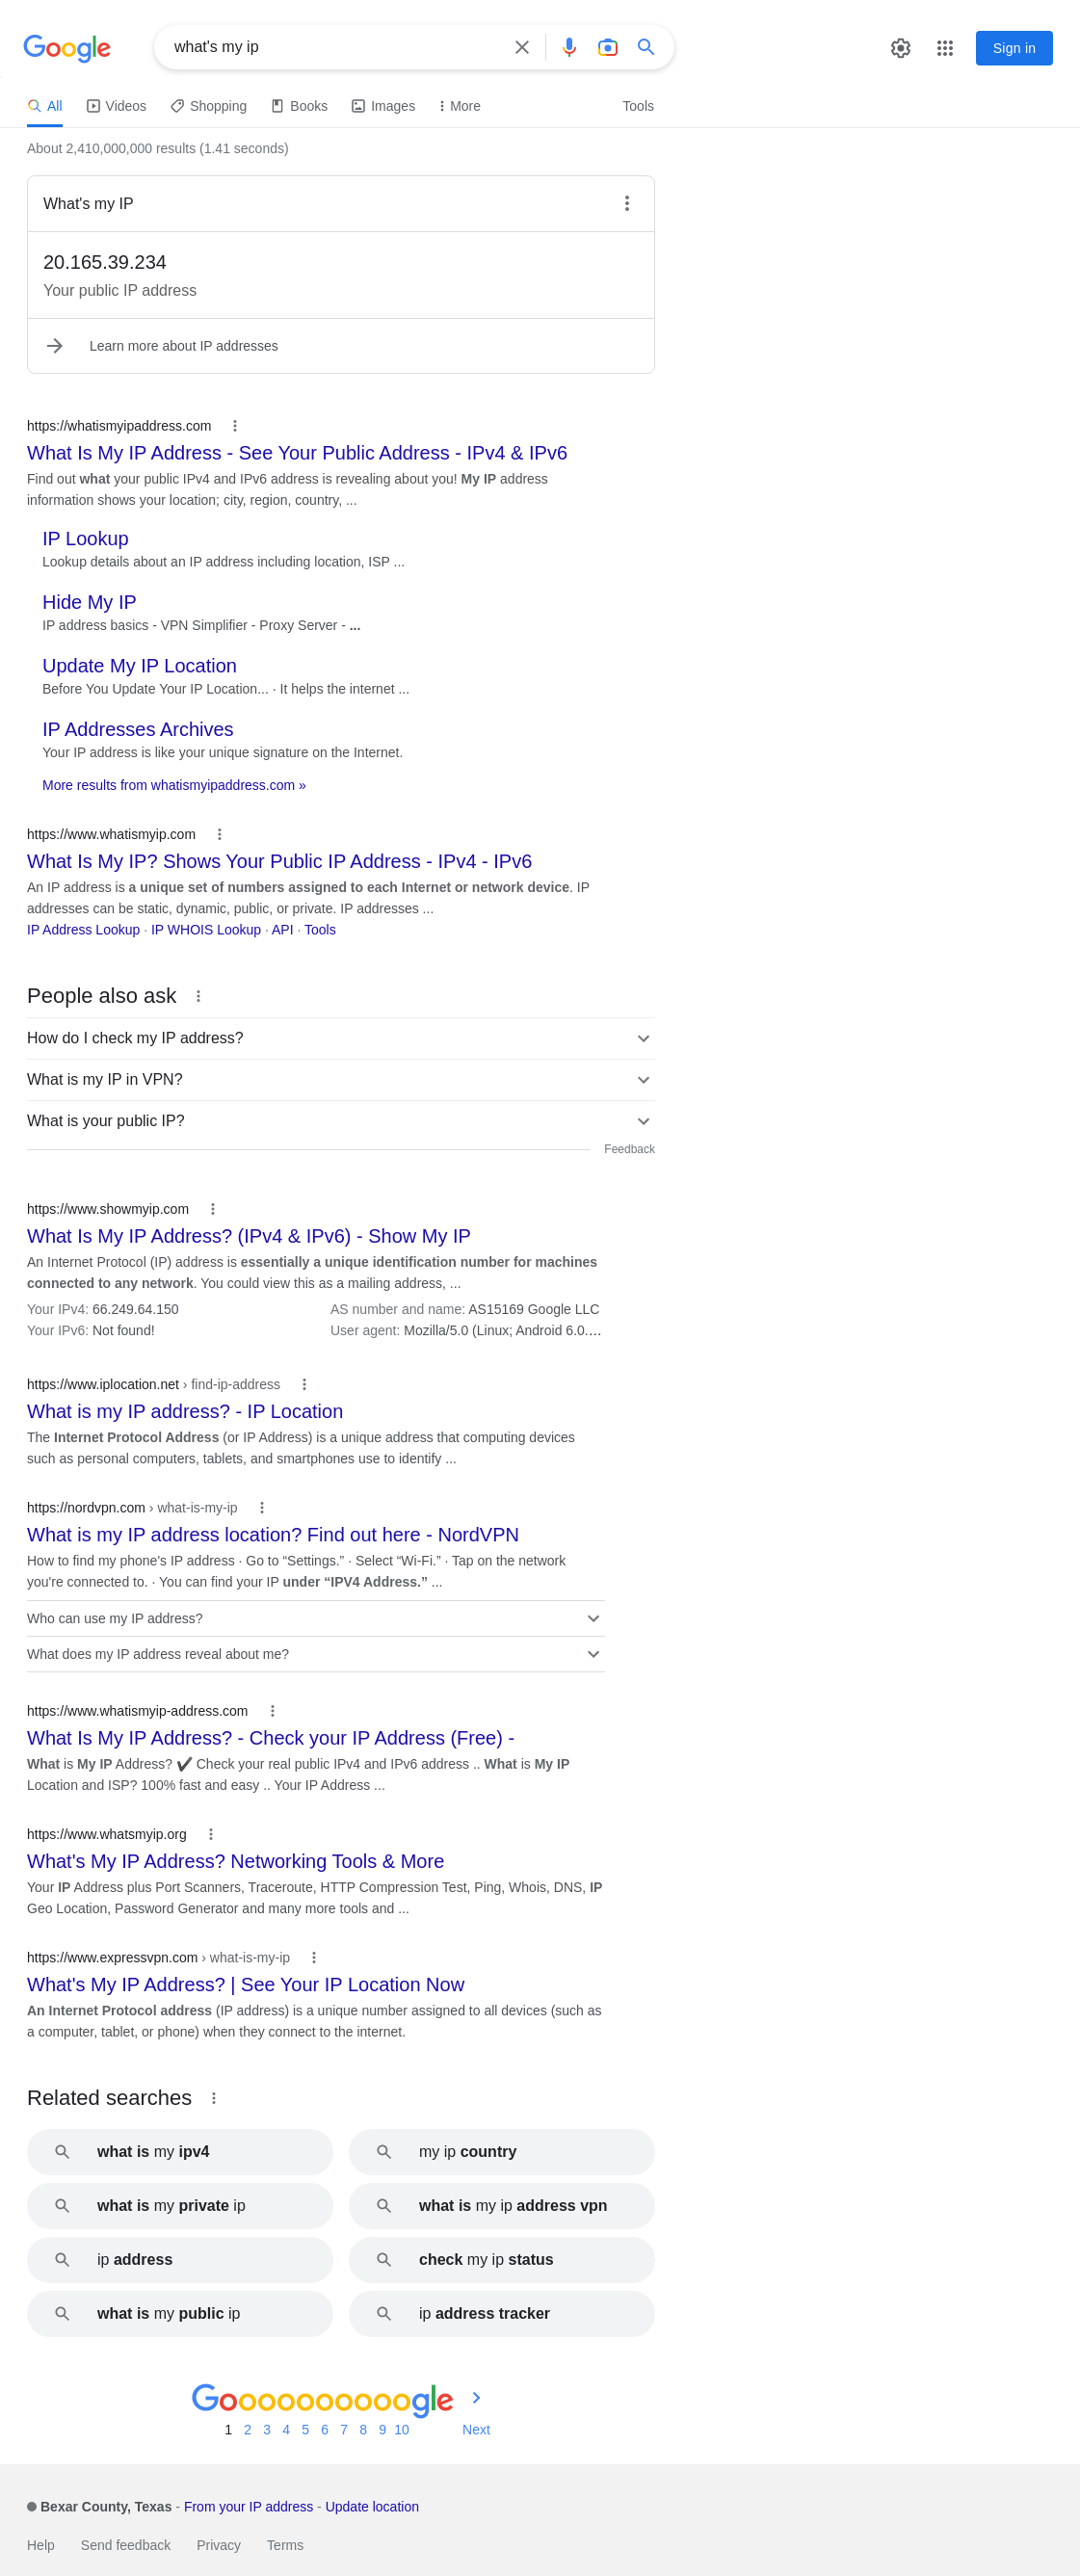 Google
what's my ip
Sign in
All
Videos
Shopping
Books
Images
More
Tools
About 2,410,000,000 results (1.41 seconds)
What's my IP
20.165.39.234
Your public IP address
Learn more about IP addresses
https://whatismyipaddress.com
What Is My IP Address - See Your Public Address - IPv4 & IPv6
Find out what your public IPv4 and IPv6 address is revealing about you! My IP address
information shows your location; city, region, country, ...
IP Lookup
Lookup details about an IP address including location, ISP ...
Hide My IP
IP address basics - VPN Simplifier - Proxy Server - ...
Update My IP Location
Before You Update Your IP Location... · It helps the internet ...
IP Addresses Archives
Your IP address is like your unique signature on the Internet.
More results from whatismyipaddress.com »
https://www.whatismyip.com
What Is My IP? Shows Your Public IP Address - IPv4 - IPv6
An IP address is a unique set of numbers assigned to each Internet or network device. IP
addresses can be static, dynamic, public, or private. IP addresses ...
IP Address Lookup · IP WHOIS Lookup · API · Tools
People also ask
How do I check my IP address?
What is my IP in VPN?
What is your public IP?
Feedback
https://www.showmyip.com
What Is My IP Address? (IPv4 & IPv6) - Show My IP
An Internet Protocol (IP) address is essentially a unique identification number for machines
connected to any network. You could view this as a mailing address, ...
Your IPv4: 66.249.64.150
AS number and name: AS15169 Google LLC
Your IPv6: Not found!
User agent: Mozilla/5.0 (Linux; Android 6.0....
https://www.iplocation.net › find-ip-address
What is my IP address? - IP Location
The Internet Protocol Address (or IP Address) is a unique address that computing devices
such as personal computers, tablets, and smartphones use to identify ...
https://nordvpn.com › what-is-my-ip
What is my IP address location? Find out here - NordVPN
How to find my phone's IP address · Go to “Settings.” · Select “Wi-Fi.” · Tap on the network
you're connected to. · You can find your IP under “IPV4 Address.” ...
Who can use my IP address?
What does my IP address reveal about me?
https://www.whatismyip-address.com
What Is My IP Address? - Check your IP Address (Free) -
What is My IP Address? ✔ Check your real public IPv4 and IPv6 address .. What is My IP
Location and ISP? 100% fast and easy .. Your IP Address ...
https://www.whatsmyip.org
What's My IP Address? Networking Tools & More
Your IP Address plus Port Scanners, Traceroute, HTTP Compression Test, Ping, Whois, DNS, IP
Geo Location, Password Generator and many more tools and ...
https://www.expressvpn.com › what-is-my-ip
What's My IP Address? | See Your IP Location Now
An Internet Protocol address (IP address) is a unique number assigned to all devices (such as
a computer, tablet, or phone) when they connect to the internet.
Related searches
what is my ipv4
my ip country
what is my private ip
what is my ip address vpn
ip address
check my ip status
what is my public ip
ip address tracker
Goooooooooogle
1 2 3 4 5 6 7 8 9 10 Next
Bexar County, Texas - From your IP address - Update location
Help Send feedback Privacy Terms